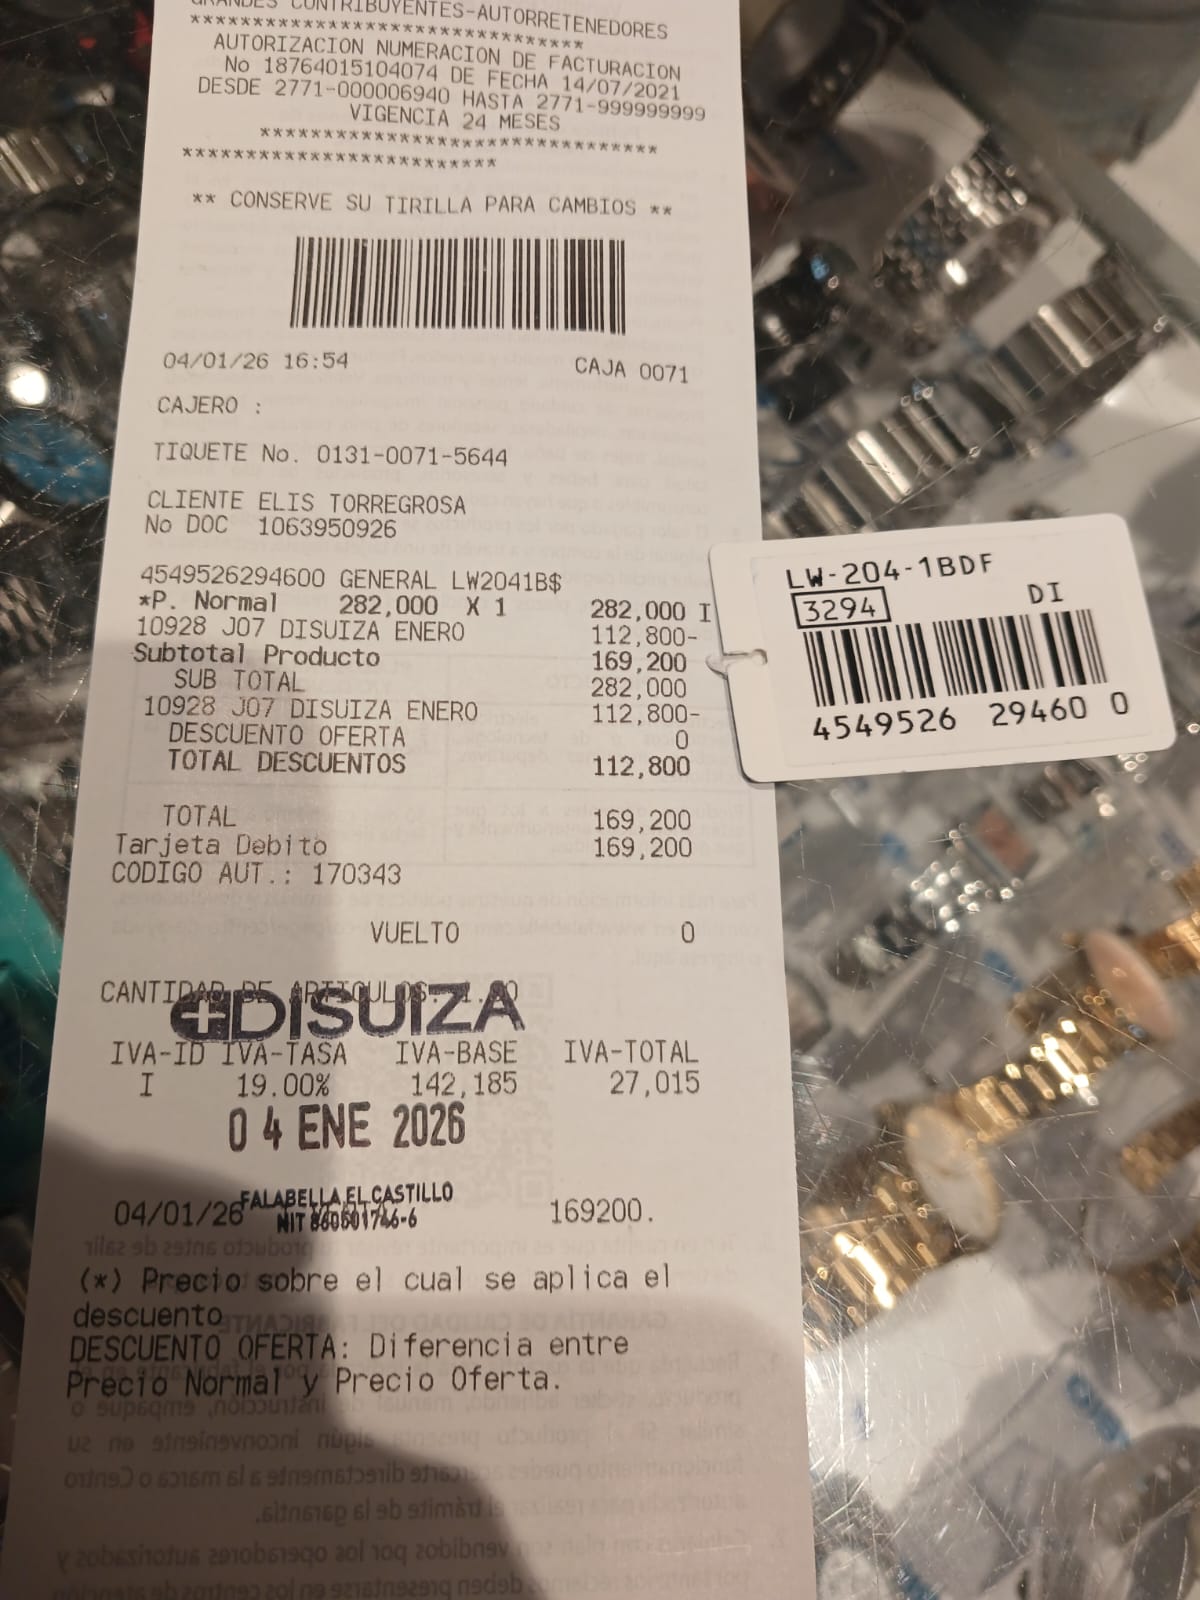 GRANDES CONTRIBUYENTES-AUTORRETENEDORES
*********************************
AUTORIZACION NUMERACION DE FACTURACION
No 18764015104074 DE FECHA 14/07/2021
DESDE 2771-000006940 HASTA 2771-999999999
VIGENCIA 24 MESES
*********************************
*************************
** CONSERVE SU TIRILLA PARA CAMBIOS **
04/01/26 16:54 CAJA 0071
CAJERO :
TIQUETE No. 0131-0071-5644
CLIENTE ELIS TORREGROSA
No DOC 1063950926
4549526294600 GENERAL LW2041B$
*P. Normal 282,000 X 1 282,000 I
10928 J07 DISUIZA ENERO 112,800-
Subtotal Producto 169,200
SUB TOTAL 282,000
10928 J07 DISUIZA ENERO 112,800-
DESCUENTO OFERTA 0
TOTAL DESCUENTOS 112,800
TOTAL 169,200
Tarjeta Debito 169,200
CODIGO AUT.: 170343
VUELTO 0
CANTIDAD DE ARTICULOS:
DISUIZA
IVA-ID IVA-TASA IVA-BASE IVA-TOTAL
I 19.00% 142,185 27,015
04 ENE 2026
FALABELLA EL CASTILLO
NIT 860501746-6
04/01/26 169200.
(*) Precio sobre el cual se aplica el
descuento
DESCUENTO OFERTA: Diferencia entre
Precio Normal y Precio Oferta.
LW-204-1BDF
3294 DI
4549526 29460 0